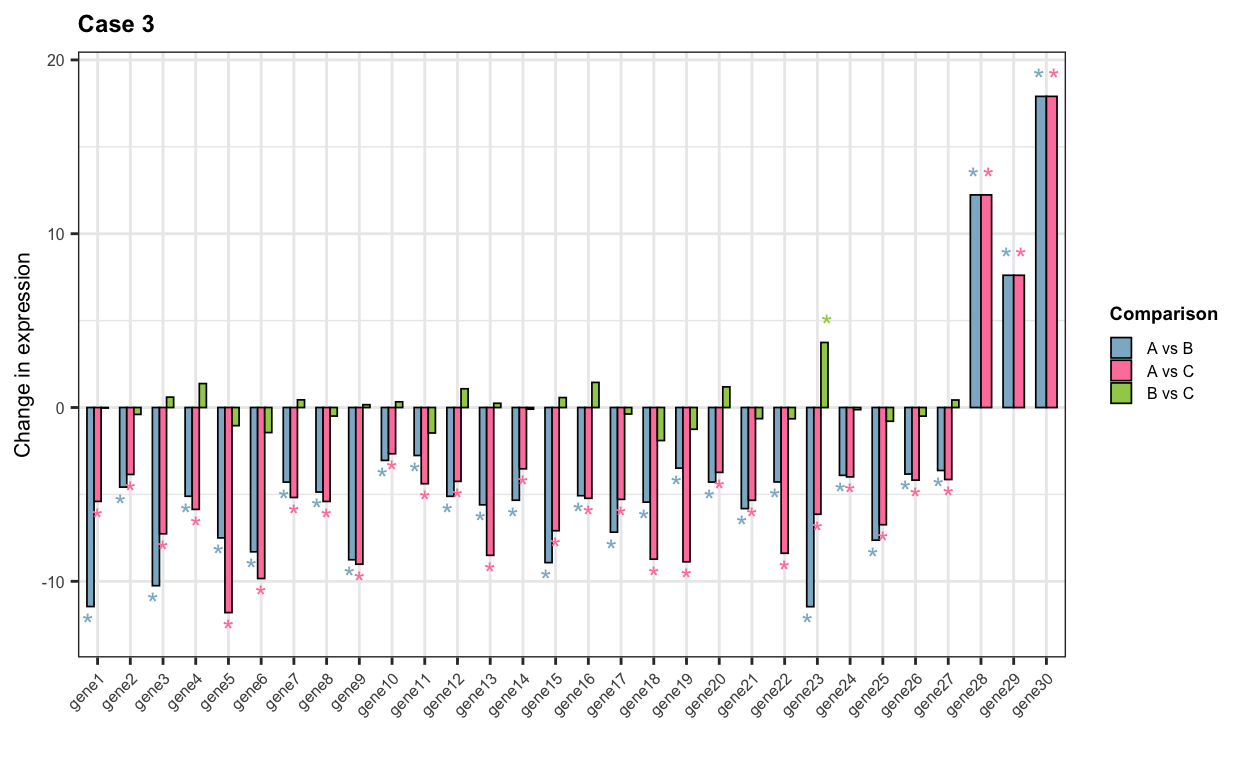 Case 3
Change in expression
20
10
0
-10
gene1
gene2
gene3
gene4
gene5
gene6
gene7
gene8
gene9
gene10
gene11
gene12
gene13
gene14
gene15
gene16
gene17
gene18
gene19
gene20
gene21
gene22
gene23
gene24
gene25
gene26
gene27
gene28
gene29
gene30
Comparison
A vs B
A vs C
B vs C